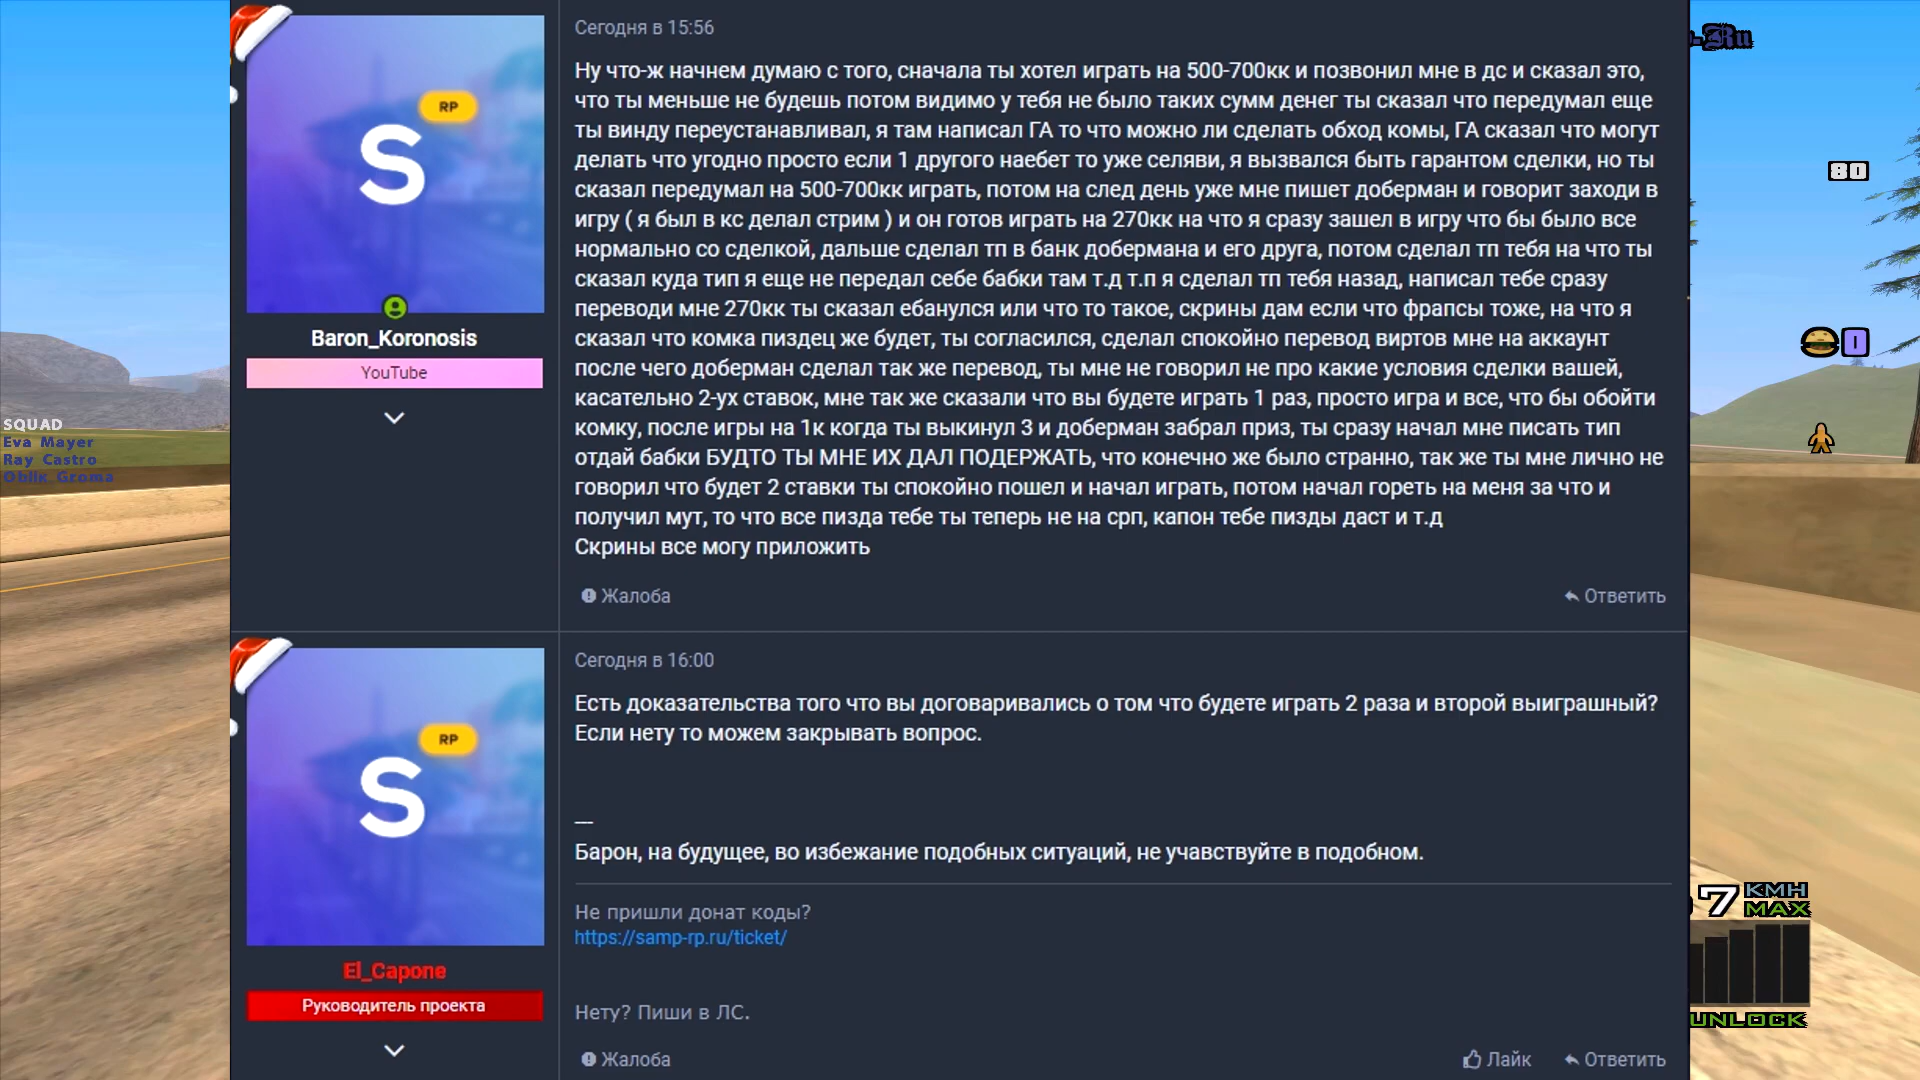 Сегодня в 15:56
Ну что-ж начнем думаю с того, сначала ты хотел играть на 500-700кк и позвонил мне в дс и сказал это,
что ты меньше не будешь потом видимо у тебя не было таких сумм денег ты сказал что передумал еще
ты винду переустанавливал, я там написал ГА то что можно ли сделать обход комы, ГА сказал что могут
делать что угодно просто если 1 другого наебет то уже селяви, я вызвался быть гарантом сделки, но ты
сказал передумал на 500-700кк играть, потом на след день уже мне пишет доберман и говорит заходи в
игру ( я был в кс делал стрим ) и он готов играть на 270кк на что я сразу зашел в игру что бы было все
нормально со сделкой, дальше сделал тп в банк добермана и его друга, потом сделал тп тебя на что ты
сказал куда тип я еще не передал себе бабки там т.д т.п я сделал тп тебя назад, написал тебе сразу
переводи мне 270кк ты сказал ебанулся или что то такое, скрины дам если что фрапсы тоже, на что я
сказал что комка пиздец же будет, ты согласился, сделал спокойно перевод виртов мне на аккаунт
после чего доберман сделал так же перевод, ты мне не говорил не про какие условия сделки вашей,
касательно 2-ух ставок, мне так же сказали что вы будете играть 1 раз, просто игра и все, что бы обойти
комку, после игры на 1к когда ты выкинул 3 и доберман забрал приз, ты сразу начал мне писать тип
отдай бабки БУДТО ТЫ МНЕ ИХ ДАЛ ПОДЕРЖАТЬ, что конечно же было странно, так же ты мне лично не
говорил что будет 2 ставки ты спокойно пошел и начал играть, потом начал гореть на меня за что и
получил мут, то что все пизда тебе ты теперь не на срп, капон тебе пизды даст и т.д
Скрины все могу приложить
Жалоба
Ответить
S
RP
Baron_Koronosis
YouTube
Сегодня в 16:00
Есть доказательства того что вы договаривались о том что будете играть 2 раза и второй выиграшный?
Если нету то можем закрывать вопрос.
—
Барон, на будущее, во избежание подобных ситуаций, не учавствуйте в подобном.
Не пришли донат коды?
https://samp-rp.ru/ticket/
Нету? Пиши в ЛС.
Жалоба
Лайк
Ответить
S
RP
El_Capone
Руководитель проекта
SQUAD
Eva Mayer
Ray Castro
Oblik Groma
.Ru
80
I
7 KMH
MAX
UNLOCK